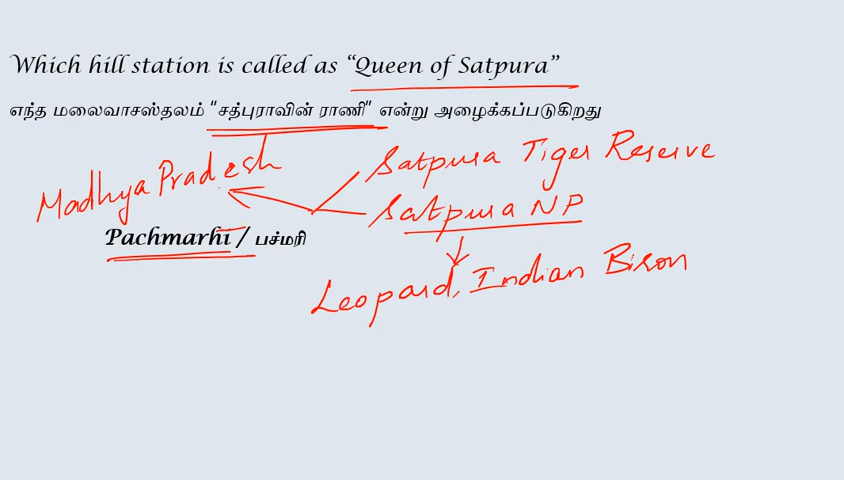 Which hill station is called as “Queen of Satpura”
எந்த மலைவாசஸ்தலம் "சத்புராவின் ராணி" என்று அழைக்கப்படுகிறது
Satpura Tiger Reserve
Madhya Pradesh
Satpura NP
Pachmarhi / பச்மரி
Leopard, Indian Bison